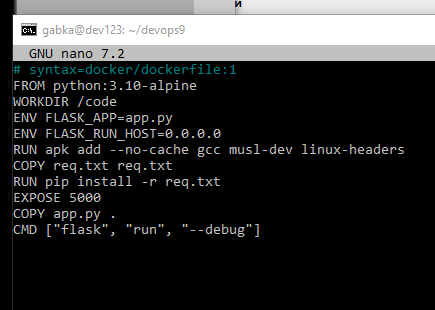 и
gabka@dev123: ~/devops9
GNU nano 7.2
# syntax=docker/dockerfile:1
FROM python:3.10-alpine
WORKDIR /code
ENV FLASK_APP=app.py
ENV FLASK_RUN_HOST=0.0.0.0
RUN apk add --no-cache gcc musl-dev linux-headers
COPY req.txt req.txt
RUN pip install -r req.txt
EXPOSE 5000
COPY app.py .
CMD ["flask", "run", "--debug"]